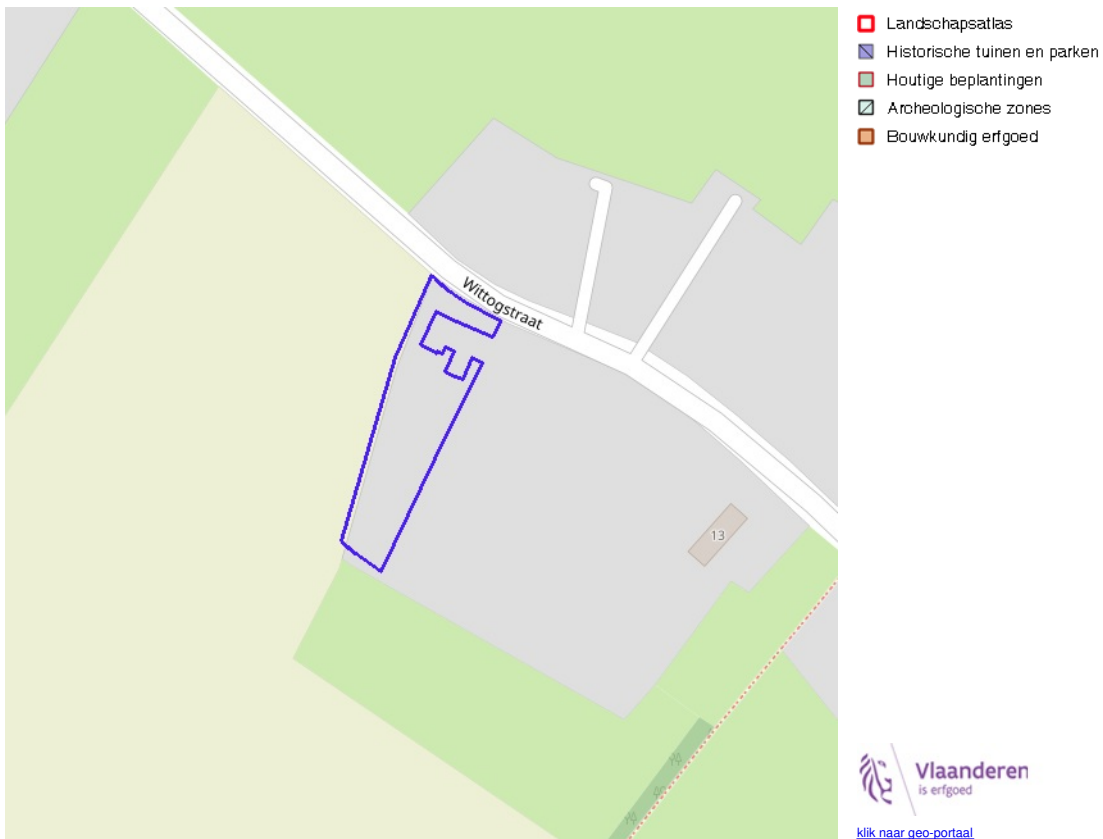 Landschapsatlas
Historische tuinen en parken
Houtige beplantingen
Archeologische zones
Bouwkundig erfgoed
Wittogstraat
13
Vlaanderen
is erfgoed
klik naar geo-portaal